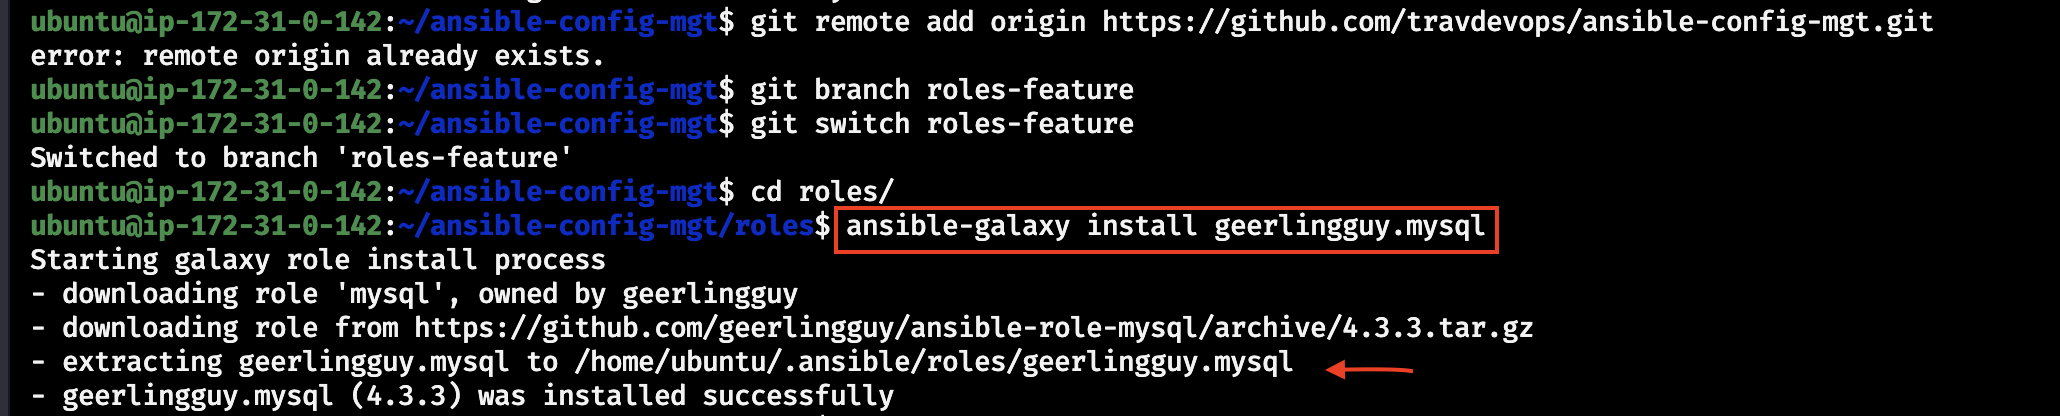 ubuntu@ip-172-31-0-142:~/ansible-config-mgt$ git remote add origin https://github.com/travdevops/ansible-config-mgt.git
error: remote origin already exists.
ubuntu@ip-172-31-0-142:~/ansible-config-mgt$ git branch roles-feature
ubuntu@ip-172-31-0-142:~/ansible-config-mgt$ git switch roles-feature
Switched to branch 'roles-feature'
ubuntu@ip-172-31-0-142:~/ansible-config-mgt$ cd roles/
ubuntu@ip-172-31-0-142:~/ansible-config-mgt/roles$ ansible-galaxy install geerlingguy.mysql
Starting galaxy role install process
- downloading role 'mysql', owned by geerlingguy
- downloading role from https://github.com/geerlingguy/ansible-role-mysql/archive/4.3.3.tar.gz
- extracting geerlingguy.mysql to /home/ubuntu/.ansible/roles/geerlingguy.mysql
- geerlingguy.mysql (4.3.3) was installed successfully